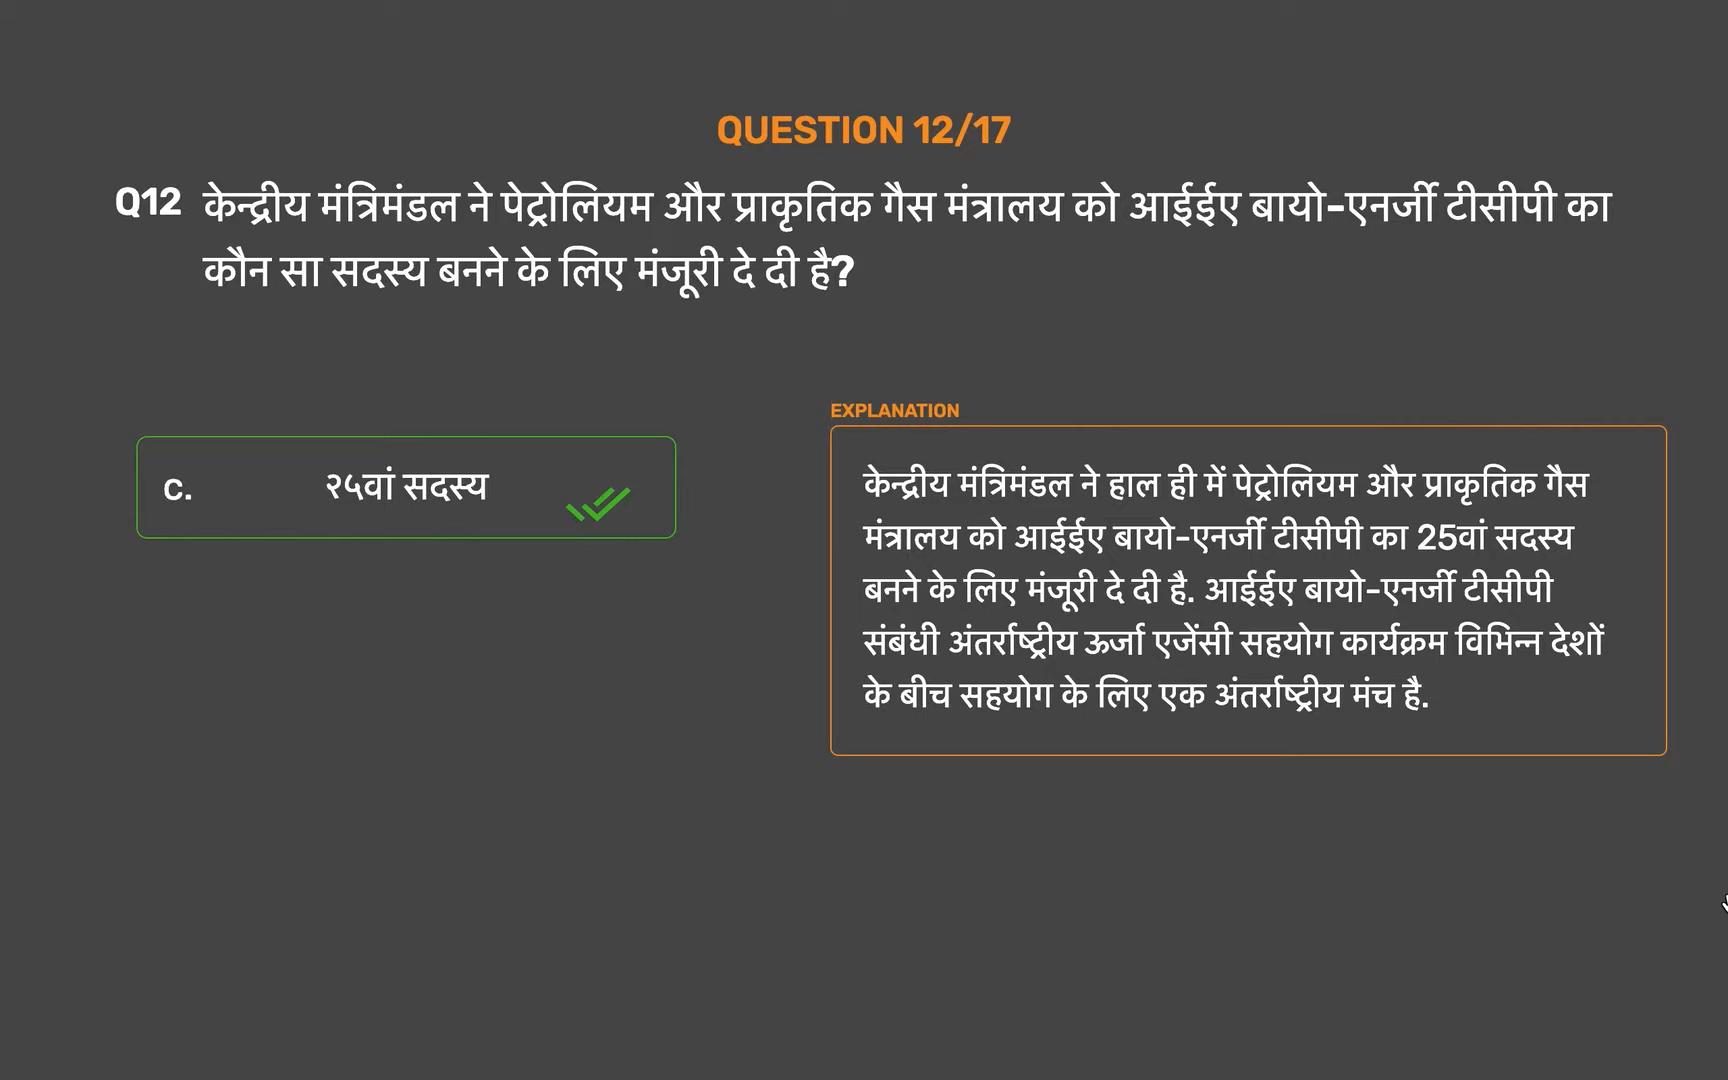 QUESTION 12/17
Q12 केन्द्रीय मंत्रिमंडल ने पेट्रोलियम और प्राकृतिक गैस मंत्रालय को आईईए बायो-एनर्जी टीसीपी का
कौन सा सदस्य बनने के लिए मंजूरी दे दी है?
C. २५वां सदस्य
EXPLANATION
केन्द्रीय मंत्रिमंडल ने हाल ही में पेट्रोलियम और प्राकृतिक गैस
मंत्रालय को आईईए बायो-एनर्जी टीसीपी का 25वां सदस्य
बनने के लिए मंजूरी दे दी है. आईईए बायो-एनर्जी टीसीपी
संबंधी अंतर्राष्ट्रीय ऊर्जा एजेंसी सहयोग कार्यक्रम विभिन्न देशों
के बीच सहयोग के लिए एक अंतर्राष्ट्रीय मंच है.